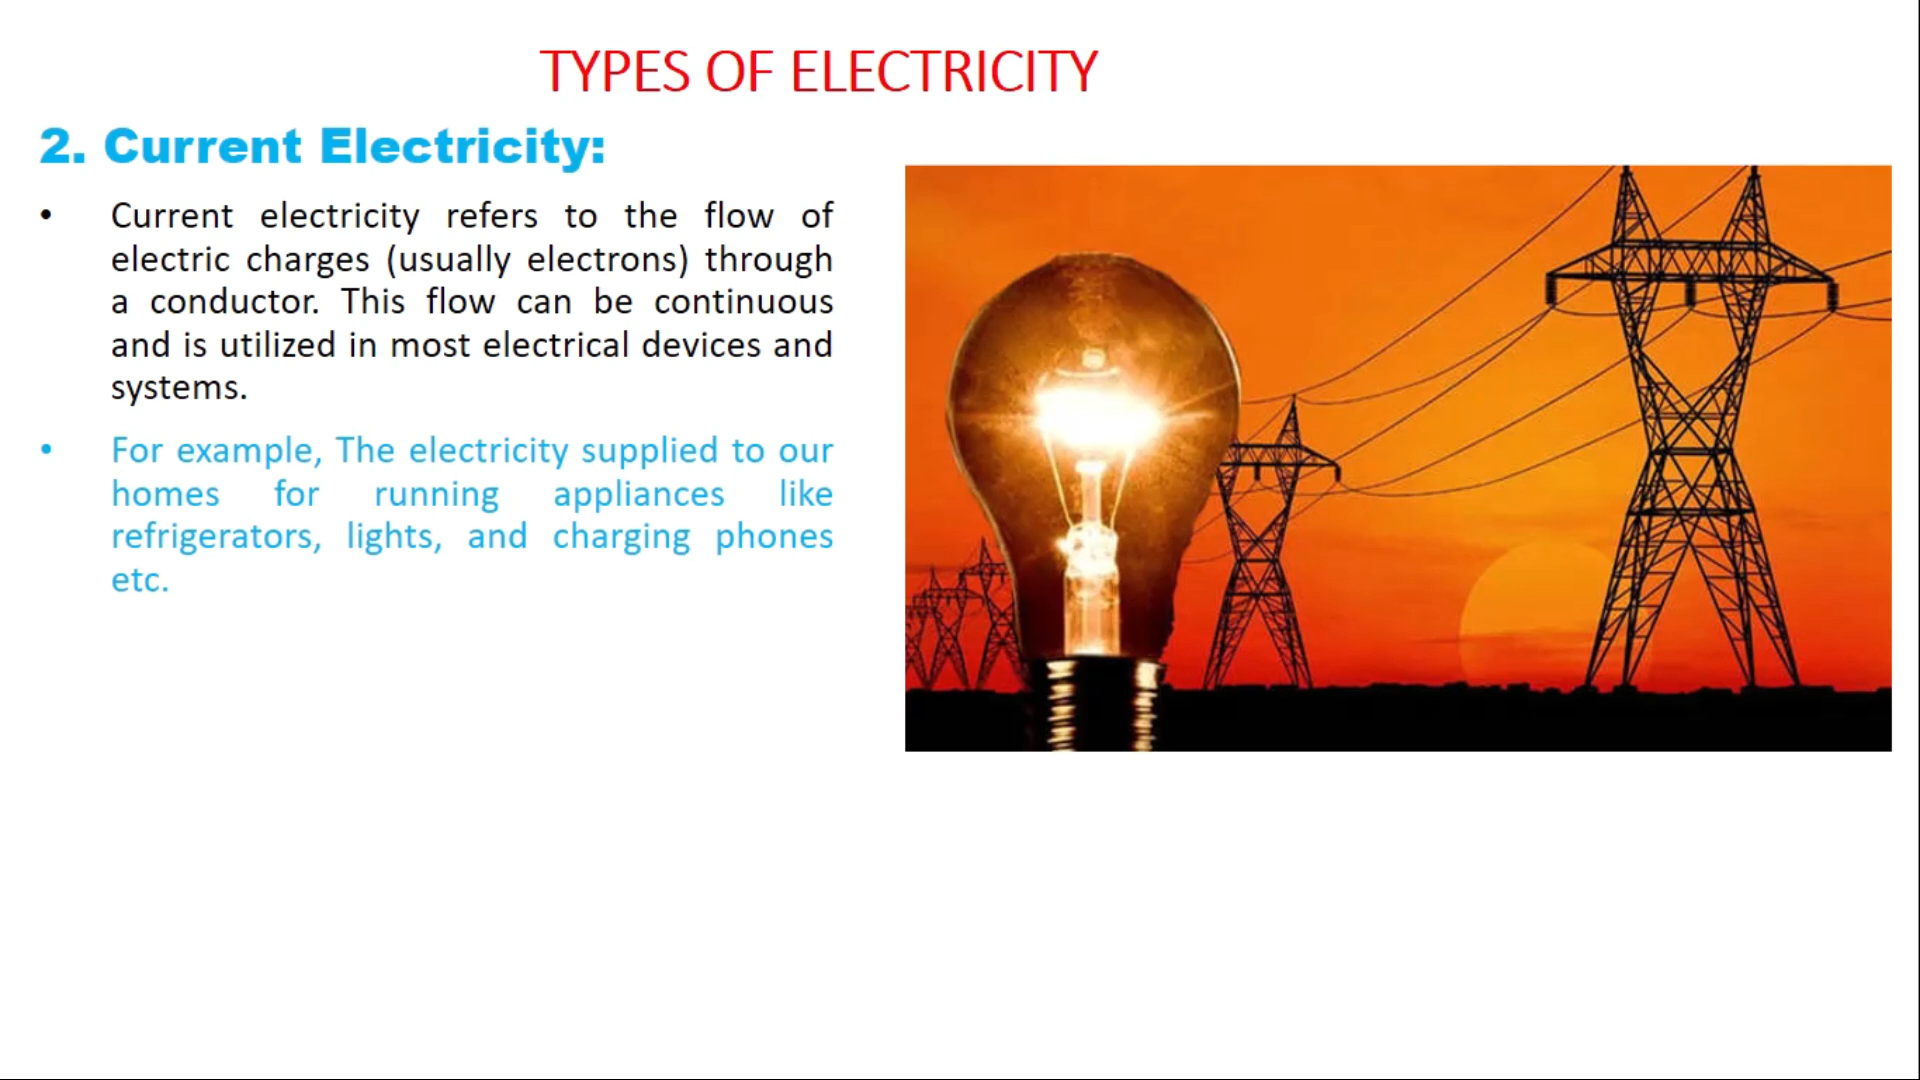 TYPES OF ELECTRICITY
2. Current Electricity:
• Current electricity refers to the flow of
electric charges (usually electrons) through
a conductor. This flow can be continuous
and is utilized in most electrical devices and
systems.
• For example, The electricity supplied to our
homes for running appliances like
refrigerators, lights, and charging phones
etc.